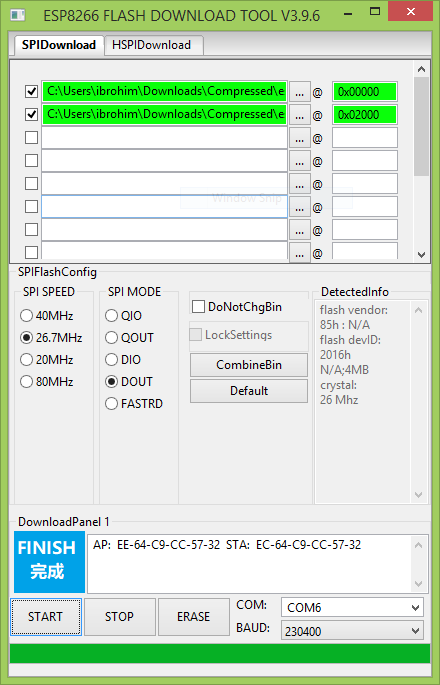 ESP8266 FLASH DOWNLOAD TOOL V3.9.6
SPIDownload HSPIDownload
C:\Users\ibrohim\Downloads\Compressed\e ... @ 0x00000
C:\Users\ibrohim\Downloads\Compressed\e ... @ 0x02000
... @
... @
... @
Window Snip
... @
... @
... @
SPIFlashConfig
SPI SPEED
40MHz
26.7MHz
20MHz
80MHz
SPI MODE
QIO
QOUT
DIO
DOUT
FASTRD
DoNotChgBin
LockSettings
CombineBin
Default
DetectedInfo
flash vendor:
85h : N/A
flash devID:
2016h
N/A;4MB
crystal:
26 Mhz
DownloadPanel 1
FINISH
完成
AP: EE-64-C9-CC-57-32 STA: EC-64-C9-CC-57-32
START STOP ERASE
COM: COM6
BAUD: 230400